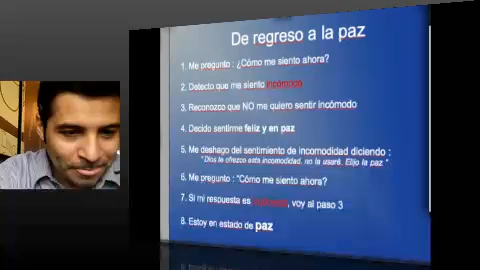 De regreso a la paz
1. Me pregunto : ¿Cómo me siento ahora?
2. Detecto que me siento incómodo
3. Reconozco que NO me quiero sentir incómodo
4. Decido sentirme feliz y en paz
5. Me deshago del sentimiento de incomodidad diciendo :
"Dios te ofrezco esta incomodidad, no la usaré. Elijo la paz "
6. Me pregunto : "Cómo me siento ahora?
7. Si mi respuesta es incómodo, voy al paso 3
8. Estoy en estado de paz